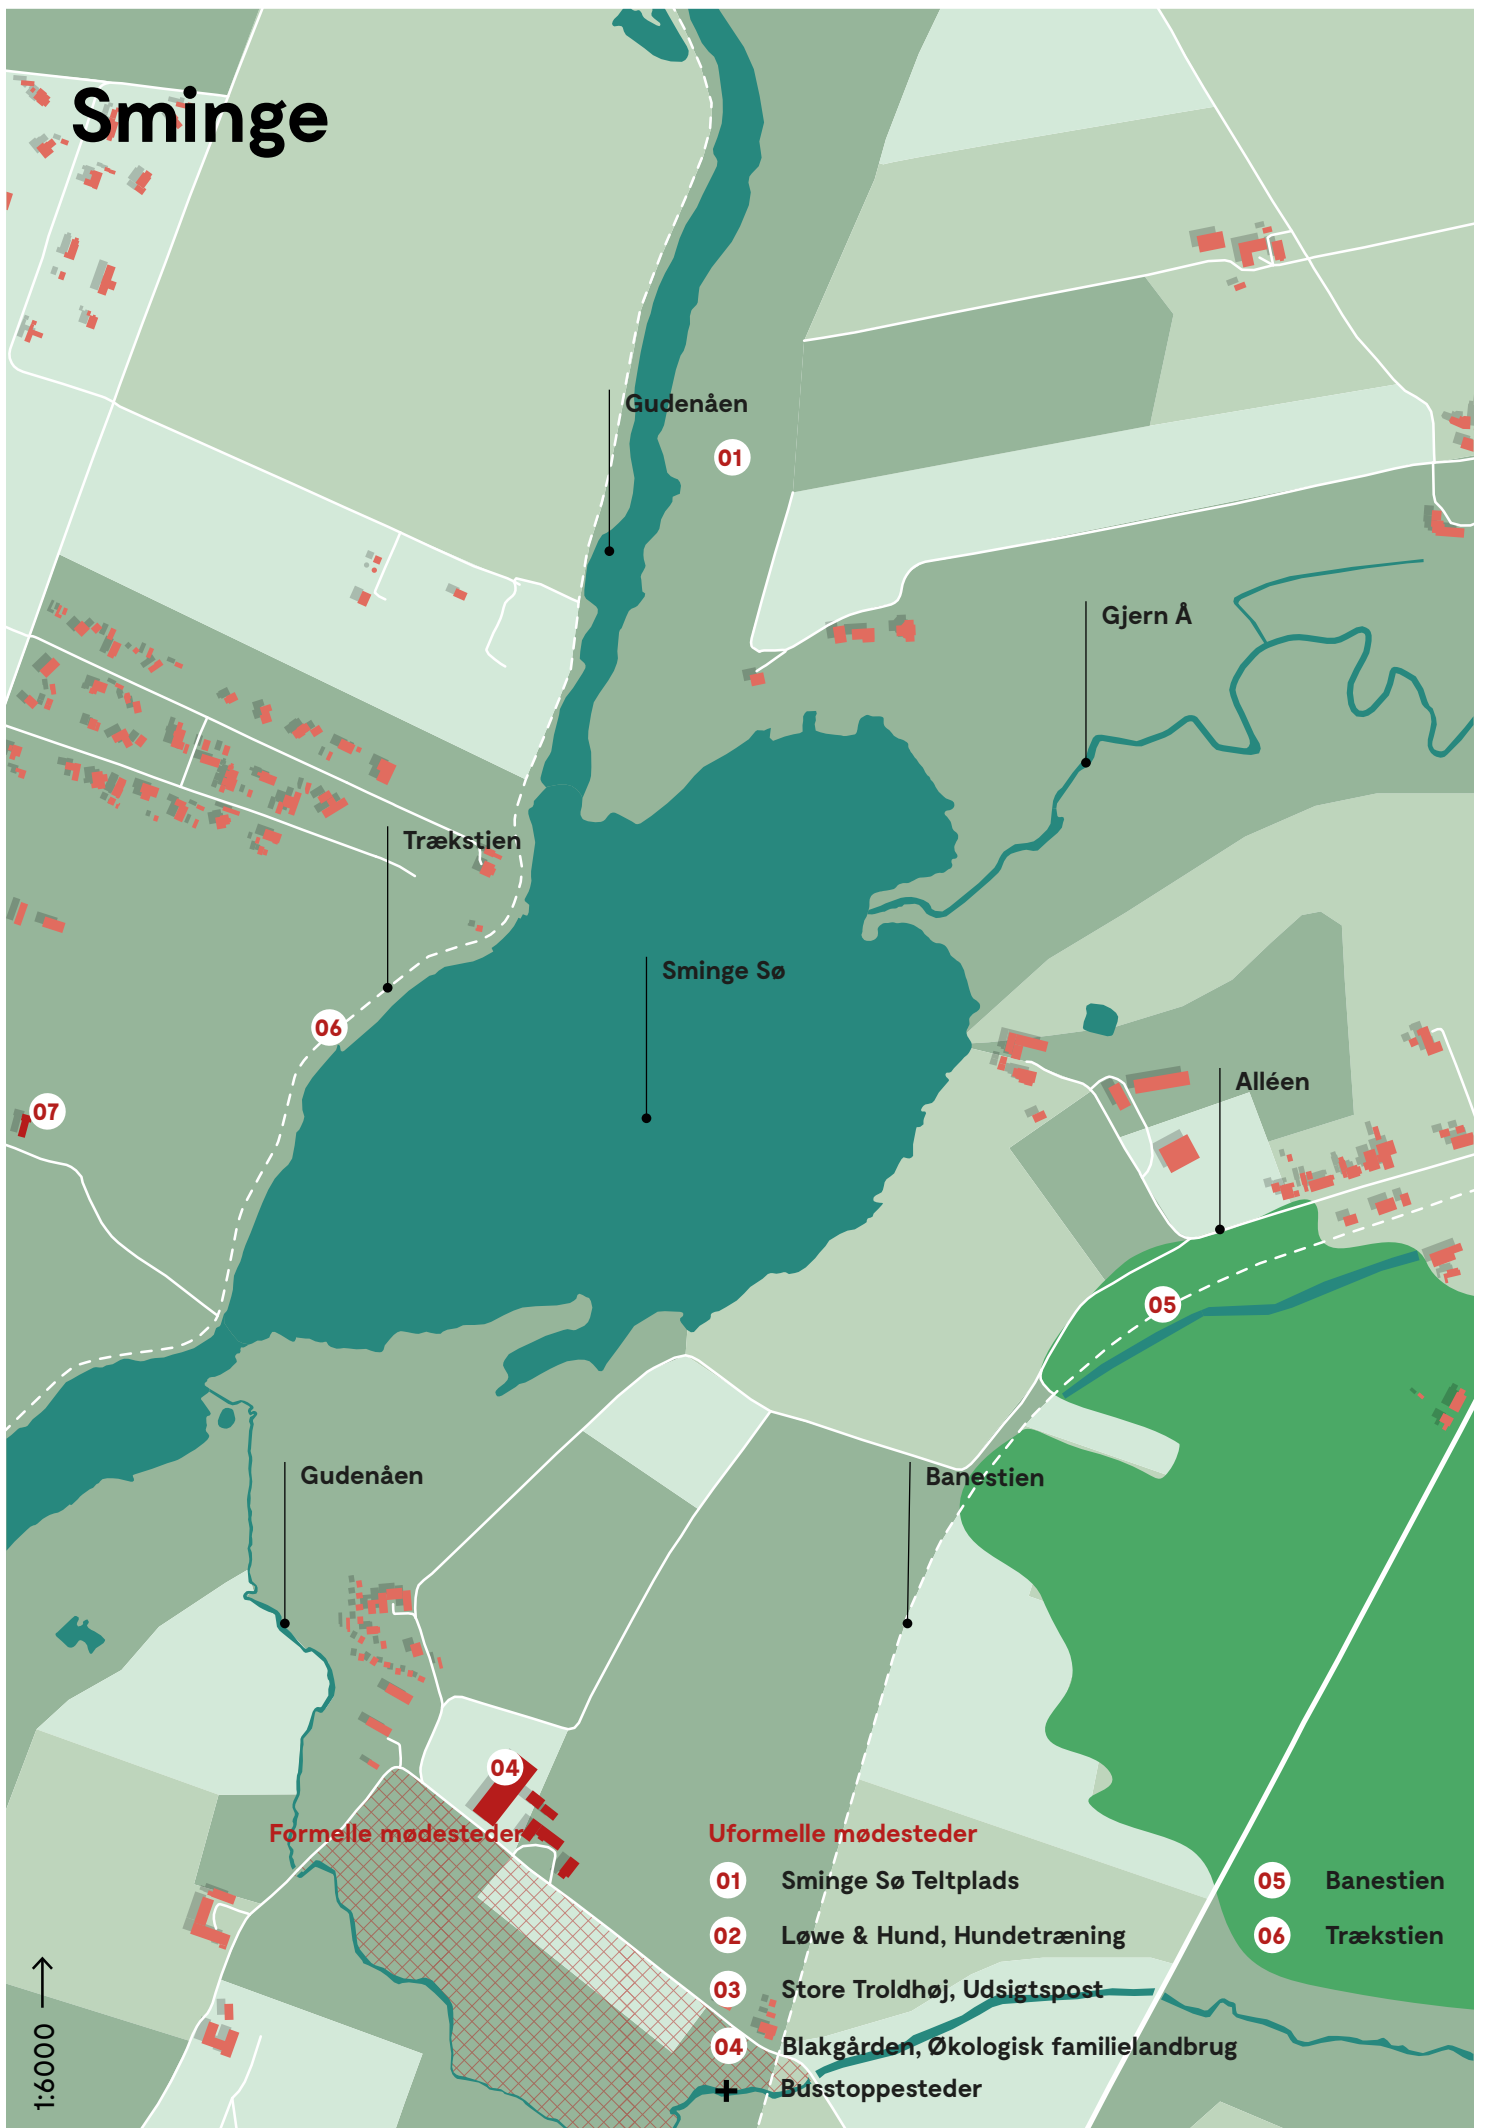 Sminge
Gudenåen
01
Gjern Å
Trækstien
Sminge Sø
06
Alléen
07
05
Gudenåen
Banestien
04
Formelle mødesteder
Uformelle mødesteder
01 Sminge Sø Teltplads
02 Løwe & Hund, Hundetræning
03 Store Troldhøj, Udsigtspost
04 Blakgården, Økologisk familielandbrug
+ Busstoppesteder
05 Banestien
06 Trækstien
1:6000